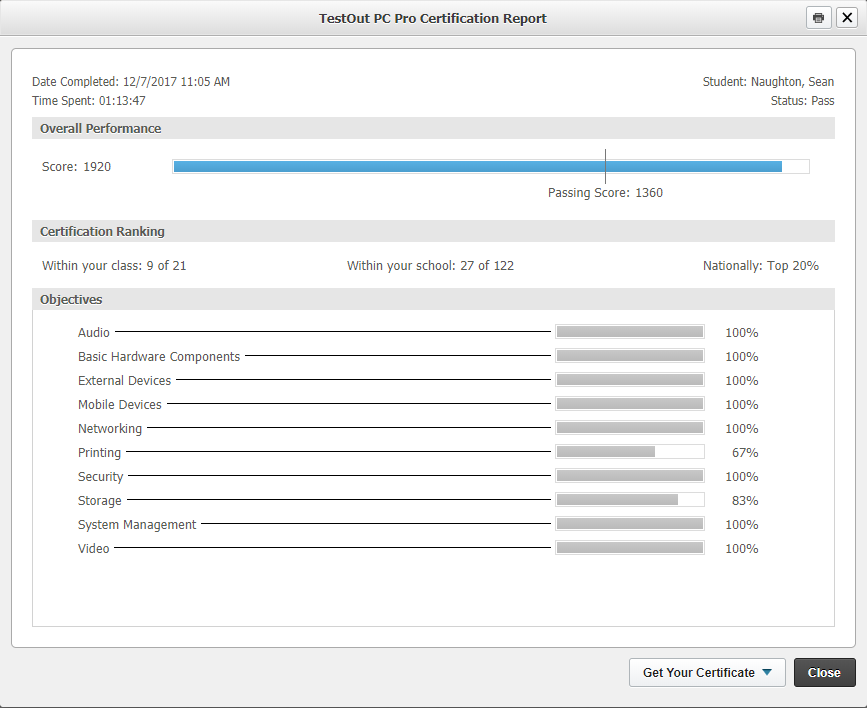 TestOut PC Pro Certification Report
Date Completed: 12/7/2017 11:05 AM
Student: Naughton, Sean
Time Spent: 01:13:47
Status: Pass
Overall Performance
Score: 1920
Passing Score: 1360
Certification Ranking
Within your class: 9 of 21
Within your school: 27 of 122
Nationally: Top 20%
Objectives
Audio 100%
Basic Hardware Components 100%
External Devices 100%
Mobile Devices 100%
Networking 100%
Printing 67%
Security 100%
Storage 83%
System Management 100%
Video 100%
Get Your Certificate
Close